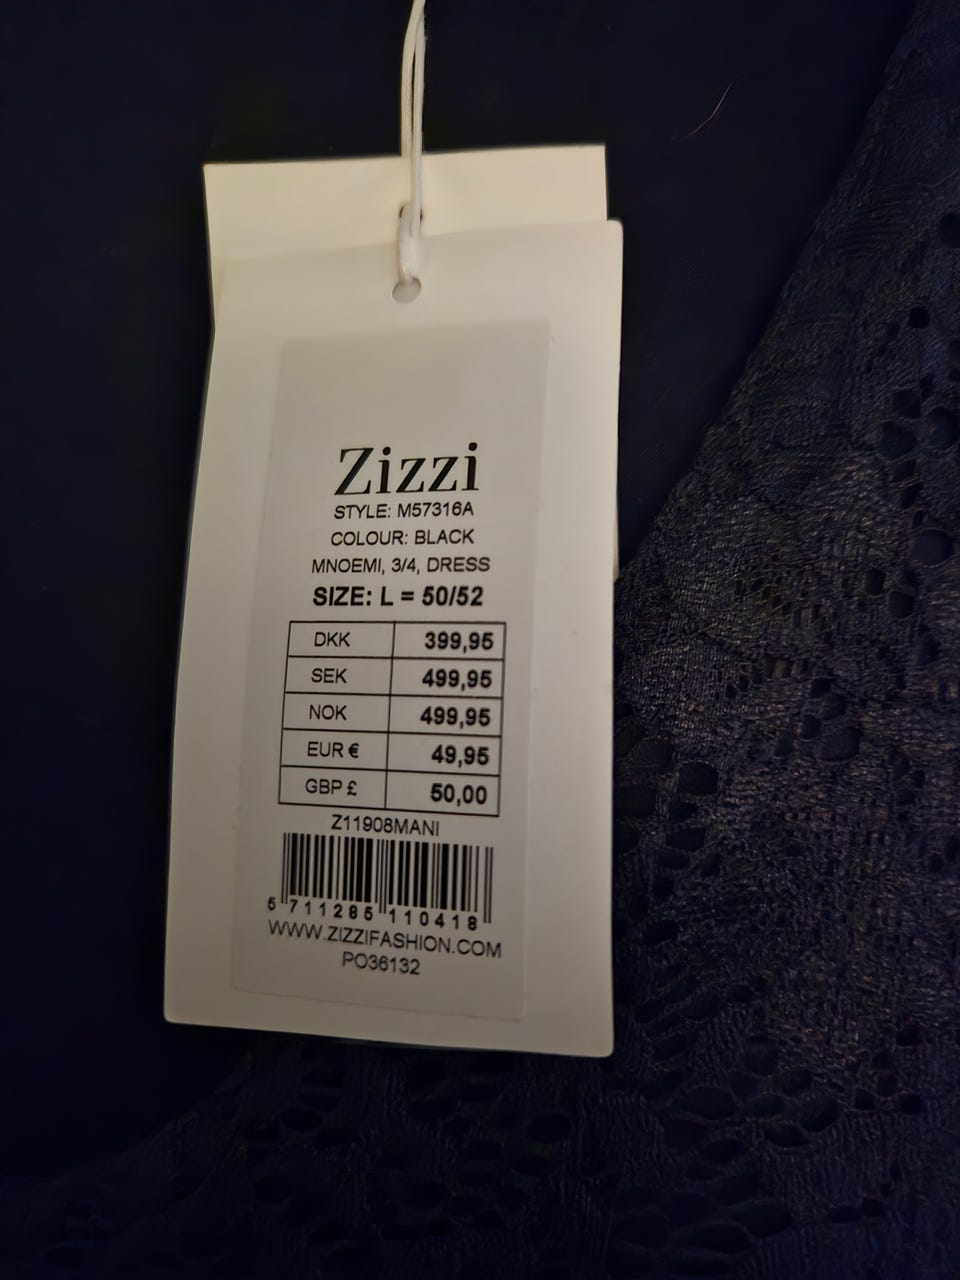 Zizzi
STYLE: M57316A
COLOUR: BLACK
MNOEMI, 3/4, DRESS
SIZE: L = 50/52
DKK 399,95
SEK 499,95
NOK 499,95
EUR € 49,95
GBP £ 50,00
Z11908MANI
5 711285 110418
WWW.ZIZZIFASHION.COM
PO36132